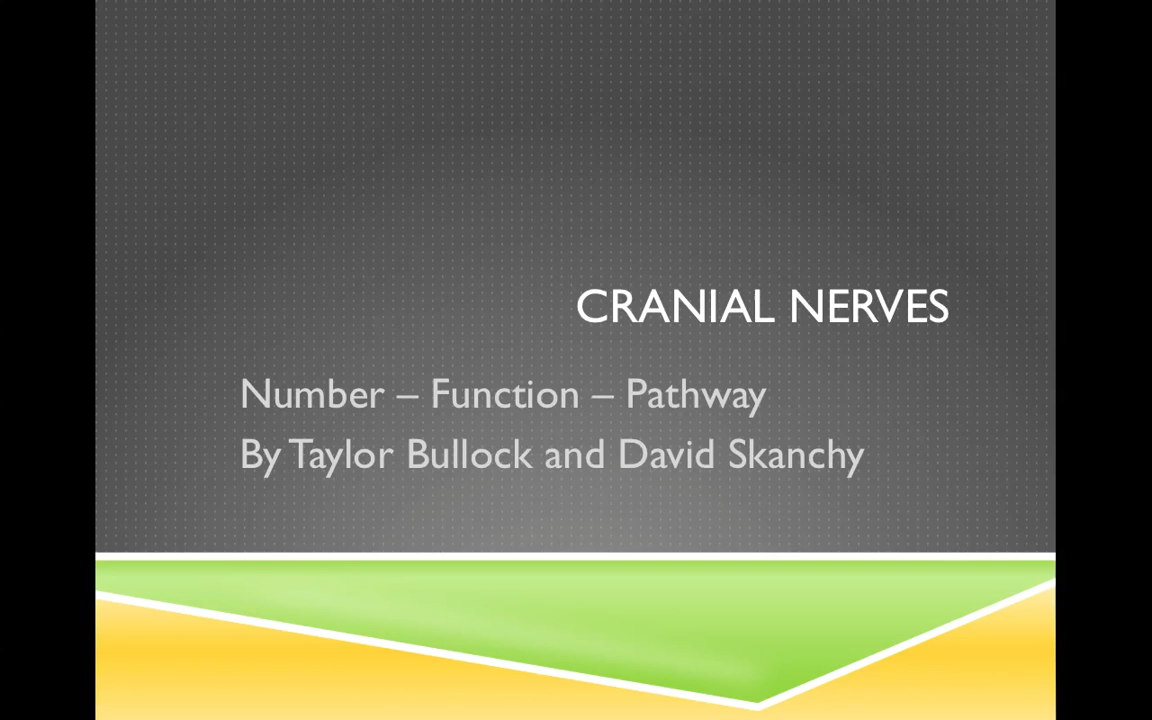 CRANIAL NERVES
Number – Function – Pathway
By Taylor Bullock and David Skanchy